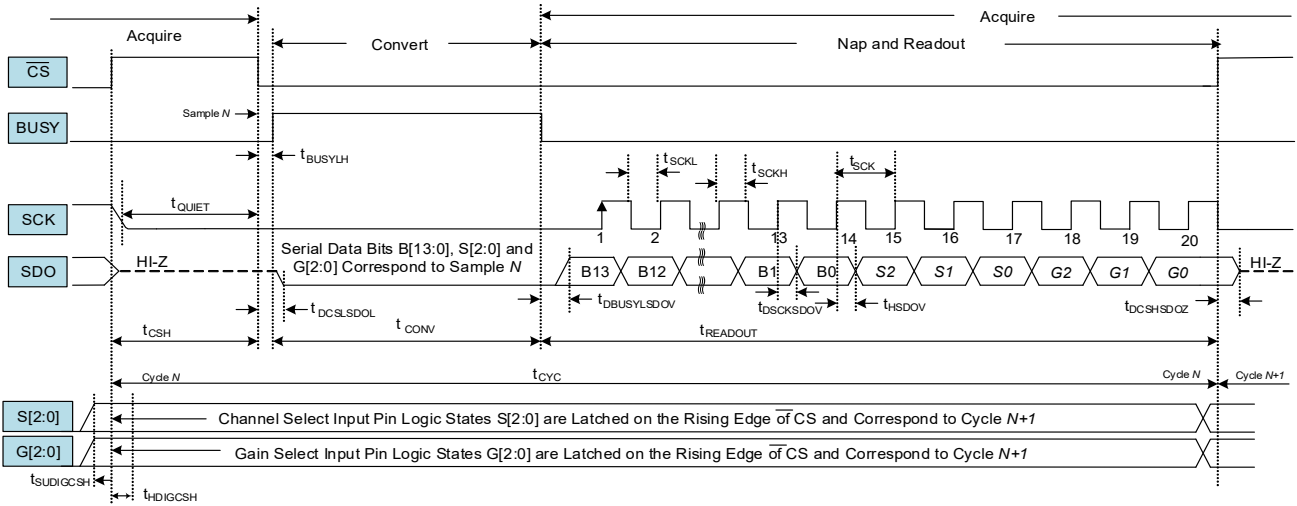 Acquire
Acquire
Convert
Nap and Readout
CS
Sample N
BUSY
tBUSYLH
tSCKL
tSCKH
tSCK
tQUIET
SCK
1 2 13 14 15 16 17 18 19 20
Serial Data Bits B[13:0], S[2:0] and
G[2:0] Correspond to Sample N
SDO
HI-Z
B13 B12 B1 B0 S2 S1 S0 G2 G1 G0
HI-Z
tDCSLSDOL
tDBUSYLSDOV
tDSCKSDOV
tHSDOV
tDCSHSDOZ
tCSH
tCONV
tREADOUT
Cycle N
tCYC
Cycle N
Cycle N+1
S[2:0]
Channel Select Input Pin Logic States S[2:0] are Latched on the Rising Edge of CS and Correspond to Cycle N+1
G[2:0]
Gain Select Input Pin Logic States G[2:0] are Latched on the Rising Edge of CS and Correspond to Cycle N+1
tSUDIGCSH
tHDIGCSH